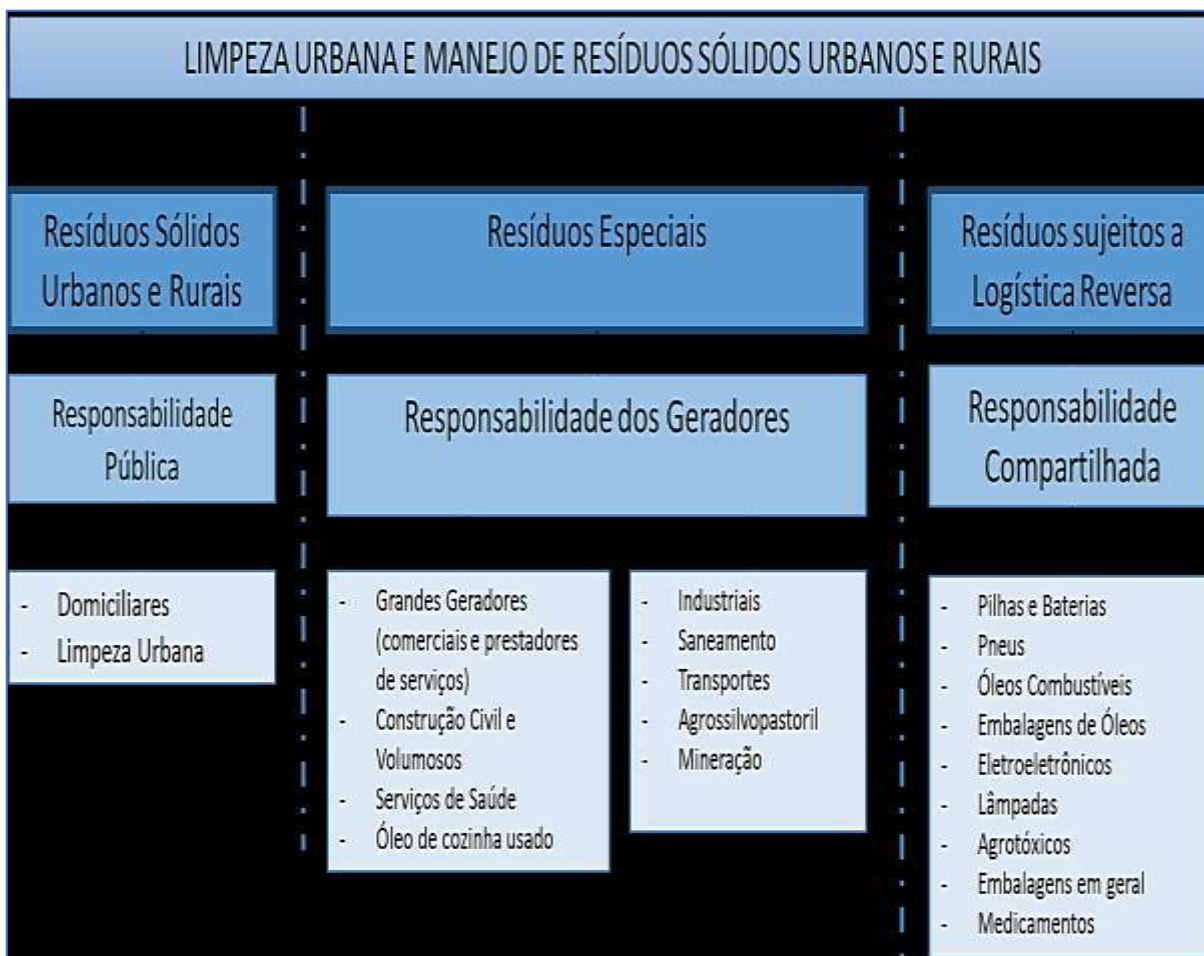 LIMPEZA URBANA E MANEJO DE RESÍDUOS SÓLIDOS URBANOS E RURAIS
Resíduos Sólidos
Urbanos e Rurais
Responsabilidade
Pública
- Domiciliares
- Limpeza Urbana
Resíduos Especiais
Responsabilidade dos Geradores
- Grandes Geradores
(comerciais e prestadores
de serviços)
- Construção Civil e
Volumosos
- Serviços de Saúde
- Óleo de cozinha usado
- Industriais
- Saneamento
- Transportes
- Agrossilvopastoril
- Mineração
Resíduos sujeitos a
Logística Reversa
Responsabilidade
Compartilhada
- Pilhas e Baterias
- Pneus
- Óleos Combustíveis
- Embalagens de Óleos
- Eletroeletrônicos
- Lâmpadas
- Agrotóxicos
- Embalagens em geral
- Medicamentos